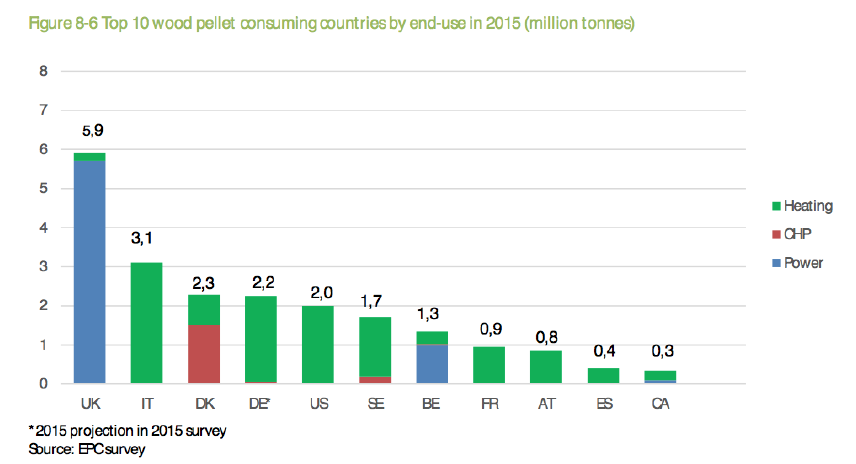 Figure 8-6 Top 10 wood pellet consuming countries by end-use in 2015 (million tonnes)
8
7
6
5
4
3
2
1
0
5,9
3,1
2,3
2,2
2,0
1,7
1,3
0,9
0,8
0,4
0,3
UK IT DK DE* US SE BE FR AT ES CA
Heating
CHP
Power
*2015 projection in 2015 survey
Source: EPC survey